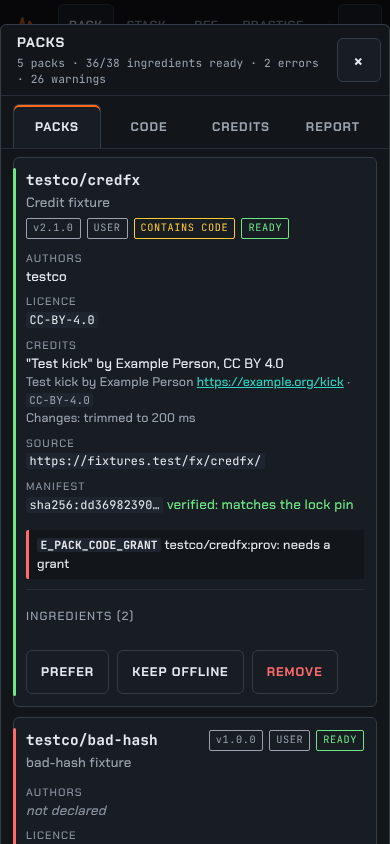 PACKS
5 packs · 36/38 ingredients ready · 2 errors
· 26 warnings
×
PACKS CODE CREDITS REPORT
testco/credfx
Credit fixture
v2.1.0 USER CONTAINS CODE READY
AUTHORS
testco
LICENCE
CC-BY-4.0
CREDITS
"Test kick" by Example Person, CC BY 4.0
Test kick by Example Person https://example.org/kick ·
CC-BY-4.0
Changes: trimmed to 200 ms
SOURCE
https://fixtures.test/fx/credfx/
MANIFEST
sha256:dd36982390… verified: matches the lock pin
E_PACK_CODE_GRANT testco/credfx:prov: needs a
grant
INGREDIENTS (2)
PREFER KEEP OFFLINE REMOVE
testco/bad-hash v1.0.0 USER READY
bad-hash fixture
AUTHORS
not declared
LICENCE